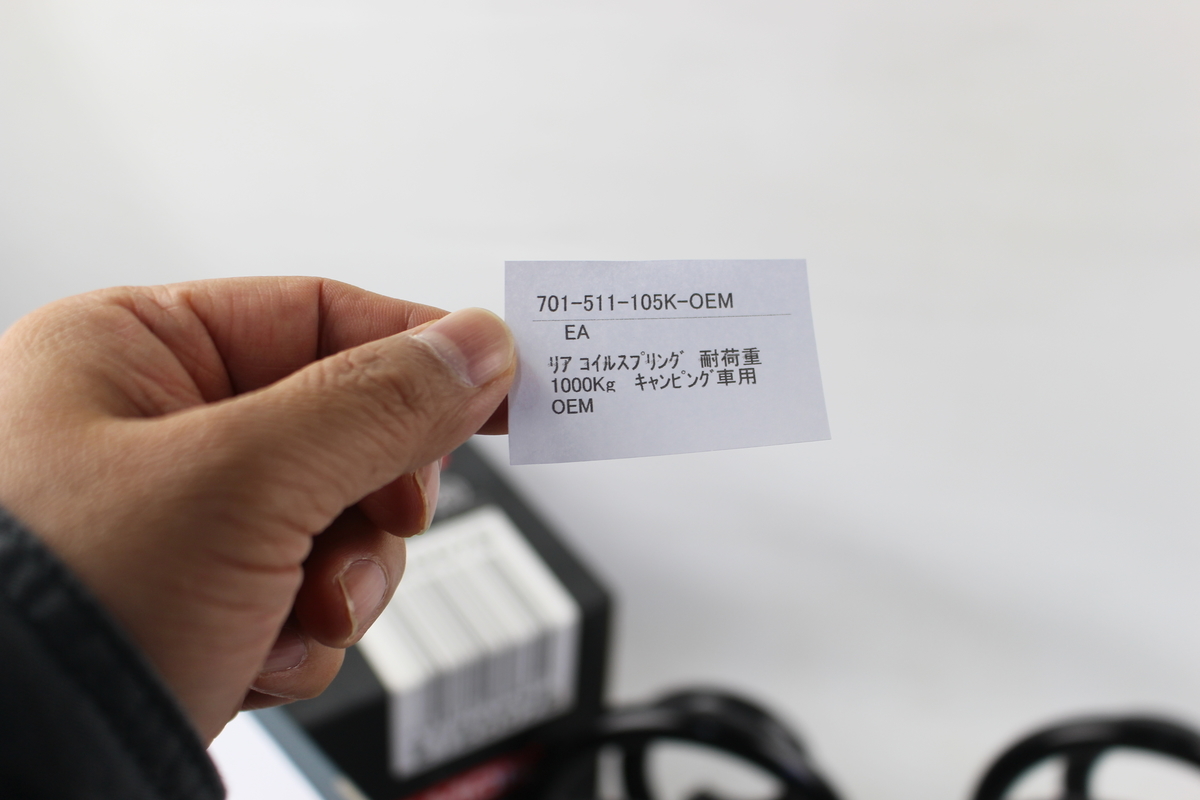 701-511-105K-OEM
EA
ﾘｱ ｺｲﾙｽﾌﾟﾘﾝｸﾞ 耐荷重
1000Kg　ｷｬﾝﾋﾟﾝｸﾞ車用
OEM